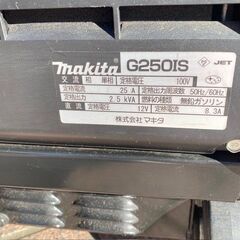 makita G250IS JET
交流 相 単相 定格電圧 100V
定格電流 25 A 定格出力周波数 50Hz/60Hz
定格出力 2.5 kVA 燃料の種類 無鉛ガソリン
直流 定格電圧 12V 定格電流 8.3A
株式会社マキタ